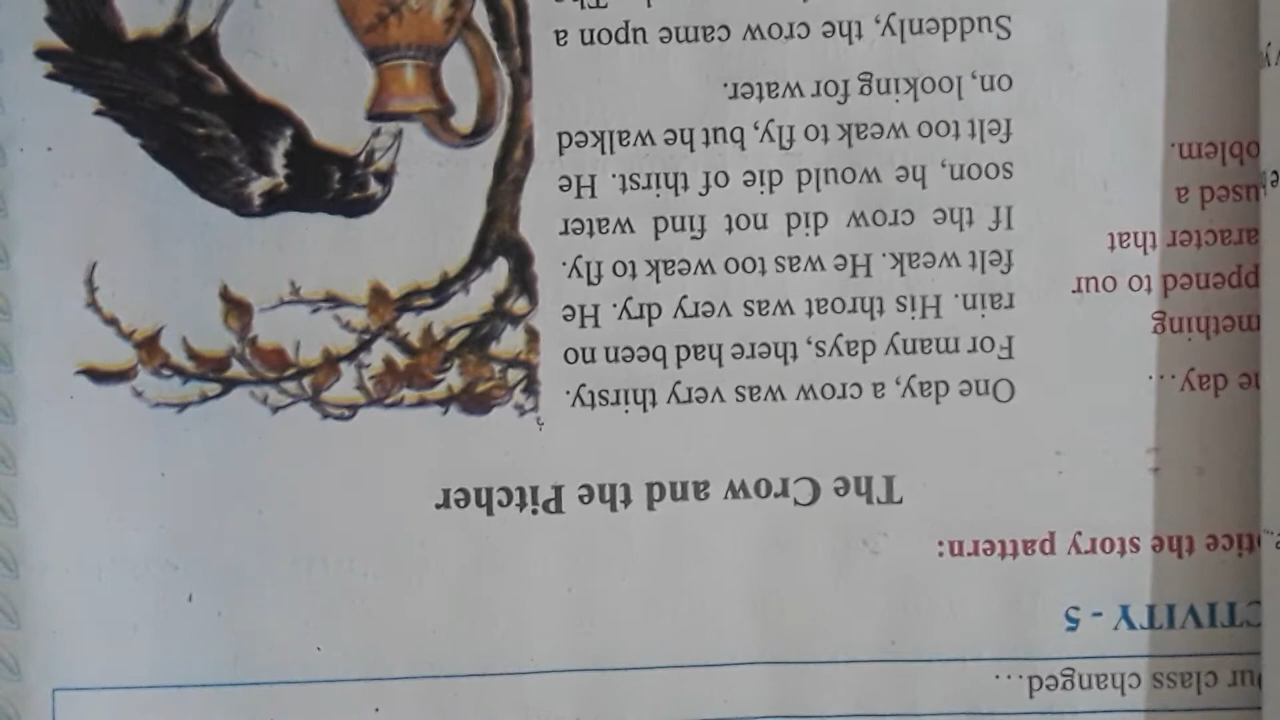 ur class changed...
CTIVITY - 5
otice the story pattern:
The Crow and the Pitcher
ne day...
mething
ppened to our
aracter that
used a
oblem.
One day, a crow was very thirsty.
For many days, there had been no
rain. His throat was very dry. He
felt weak. He was too weak to fly.
If the crow did not find water
soon, he would die of thirst. He
felt too weak to fly, but he walked
on, looking for water.
Suddenly, the crow came upon a